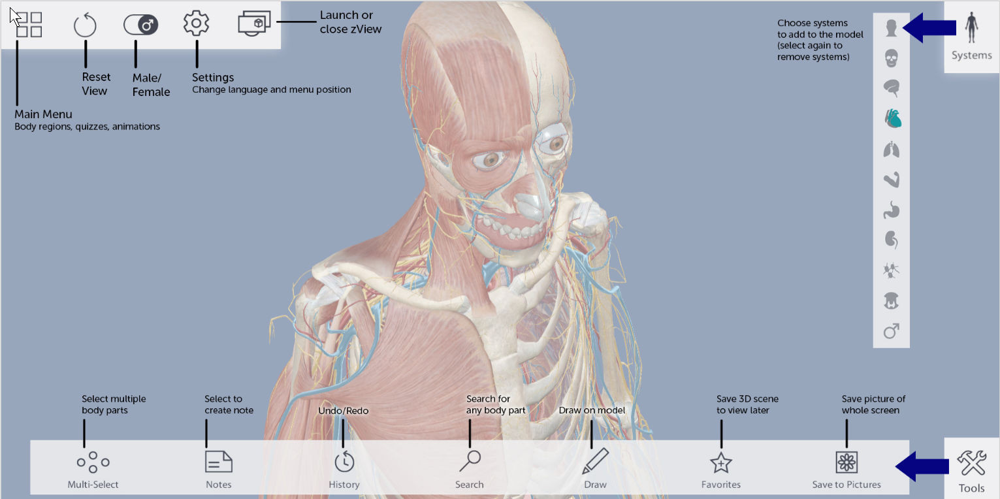 Launch or
close zView
Reset
View
Male/
Female
Settings
Change language and menu position
Main Menu
Body regions, quizzes, animations
Choose systems
to add to the model
(select again to
remove systems)
Systems
Select multiple
body parts
Select to
create note
Undo/Redo
Search for
any body part
Draw on model
Save 3D scene
to view later
Save picture of
whole screen
Multi-Select
Notes
History
Search
Draw
Favorites
Save to Pictures
Tools